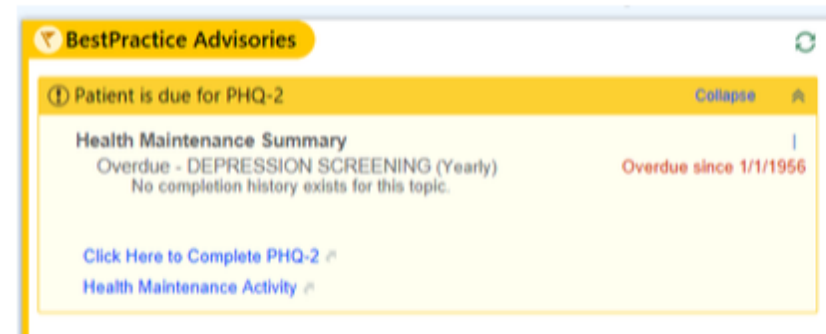 BestPractice Advisories
Patient is due for PHQ-2 Collapse
Health Maintenance Summary
Overdue - DEPRESSION SCREENING (Yearly) Overdue since 1/1/1956
No completion history exists for this topic.
Click Here to Complete PHQ-2
Health Maintenance Activity